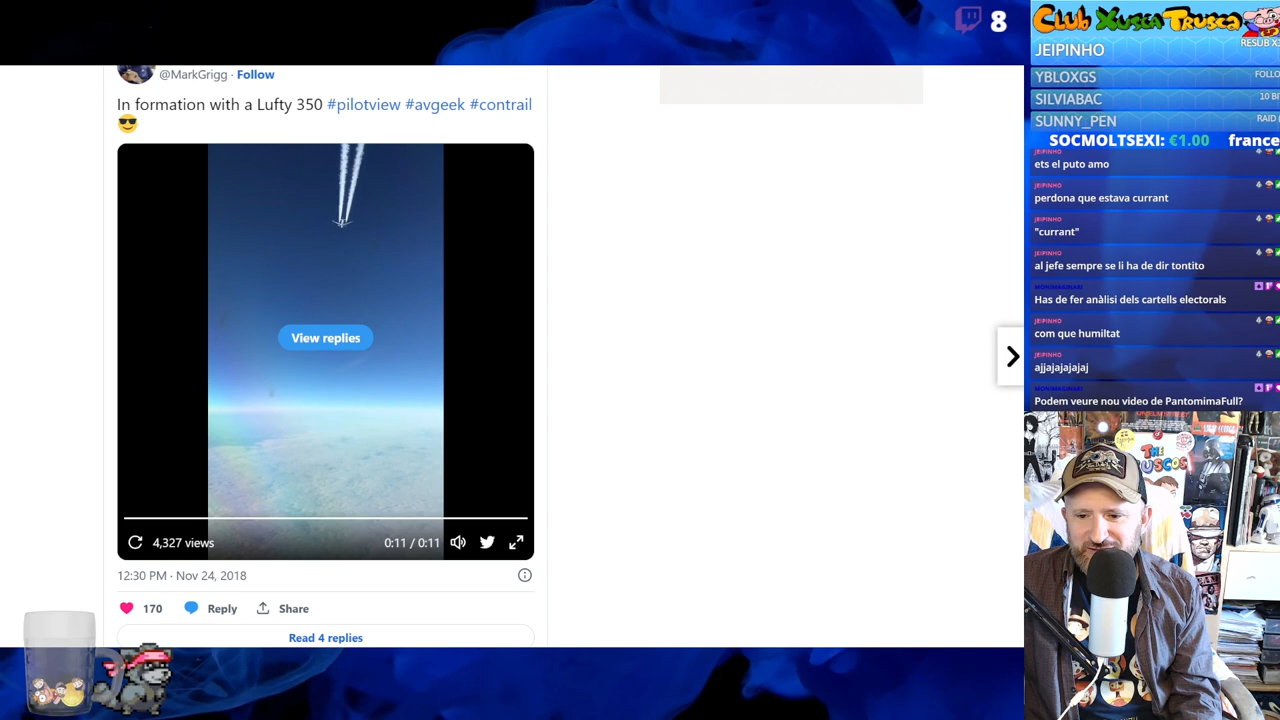 @MarkGrigg · Follow
In formation with a Lufty 350 #pilotview #avgeek #contrail
😎
View replies
4,327 views
0:11 / 0:11
12:30 PM · Nov 24, 2018
170
Reply
Share
Read 4 replies
8
Club Xusca Trusca
RESUB X
JEIPINHO
YBLOXGS
FOLLO
SILVIABAC
10 BI
SUNNY_PEN
RAID (
SOCMOLTSEXI: €1.00 france
JEIPINHO
ets el puto amo
JEIPINHO
perdona que estava currant
JEIPINHO
"currant"
JEIPINHO
al jefe sempre se li ha de dir tontito
Has de fer anàlisi dels cartells electorals
JEIPINHO
com que humiltat
JEIPINHO
ajjajajajajaj
Podem veure nou video de PantomimaFull?
THE